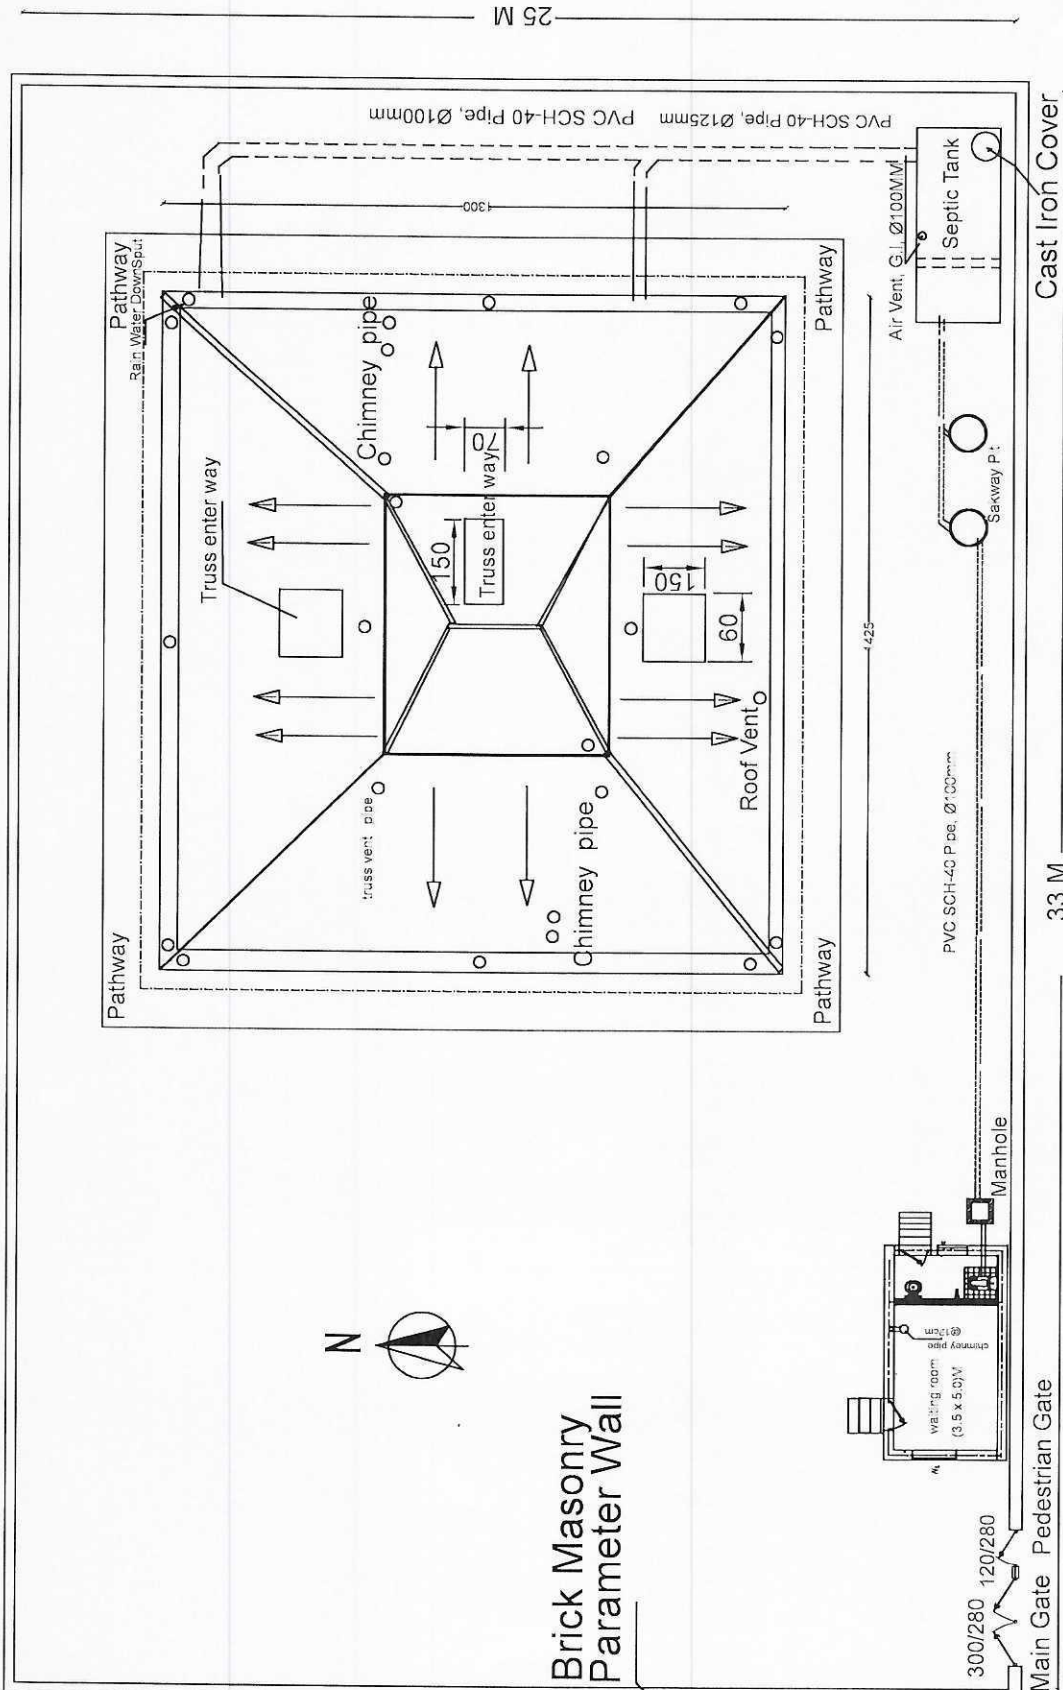 25 M
PVC SCH-40 Pipe, Ø100mm
PVC SCH-40 Pipe, Ø125mm
Pathway
Rain Water DownSput
1300
Pathway
Air Vent, G.I, Ø100MM
Septic Tank
Cast Iron Cover
Chimney pipe
Truss enter way
70
150
Truss enter way
150
60
Roof Vent
truss vent pipe
Chimney pipe
Pathway
Pathway
1425
Sakway Pit
PVC SCH-40 Pipe, Ø100mm
33 M
Manhole
N
chimney pipe
@12cm
waiting room
(3.5 x 5.0)M
Brick Masonry
Parameter Wall
300/280
120/280
Main Gate
Pedestrian Gate